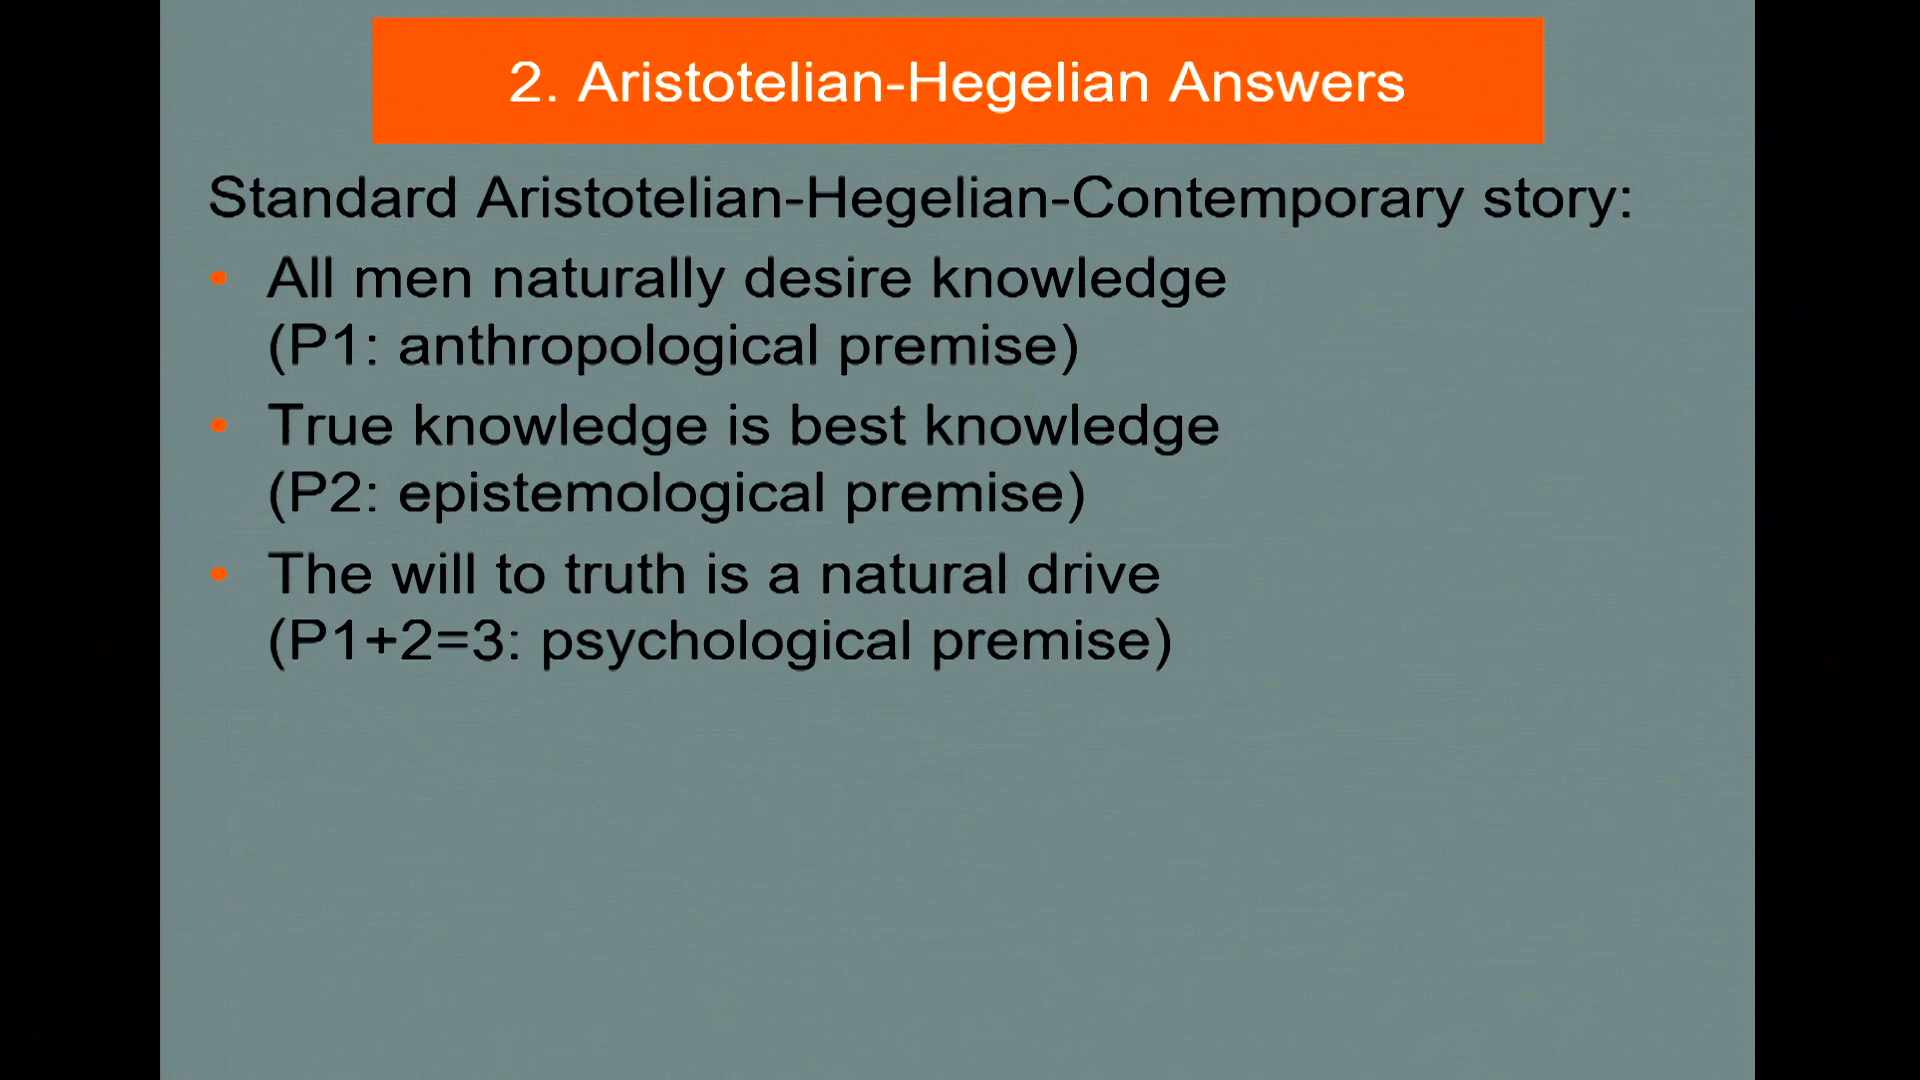 2. Aristotelian-Hegelian Answers
Standard Aristotelian-Hegelian-Contemporary story:
• All men naturally desire knowledge
(P1: anthropological premise)
• True knowledge is best knowledge
(P2: epistemological premise)
• The will to truth is a natural drive
(P1+2=3: psychological premise)